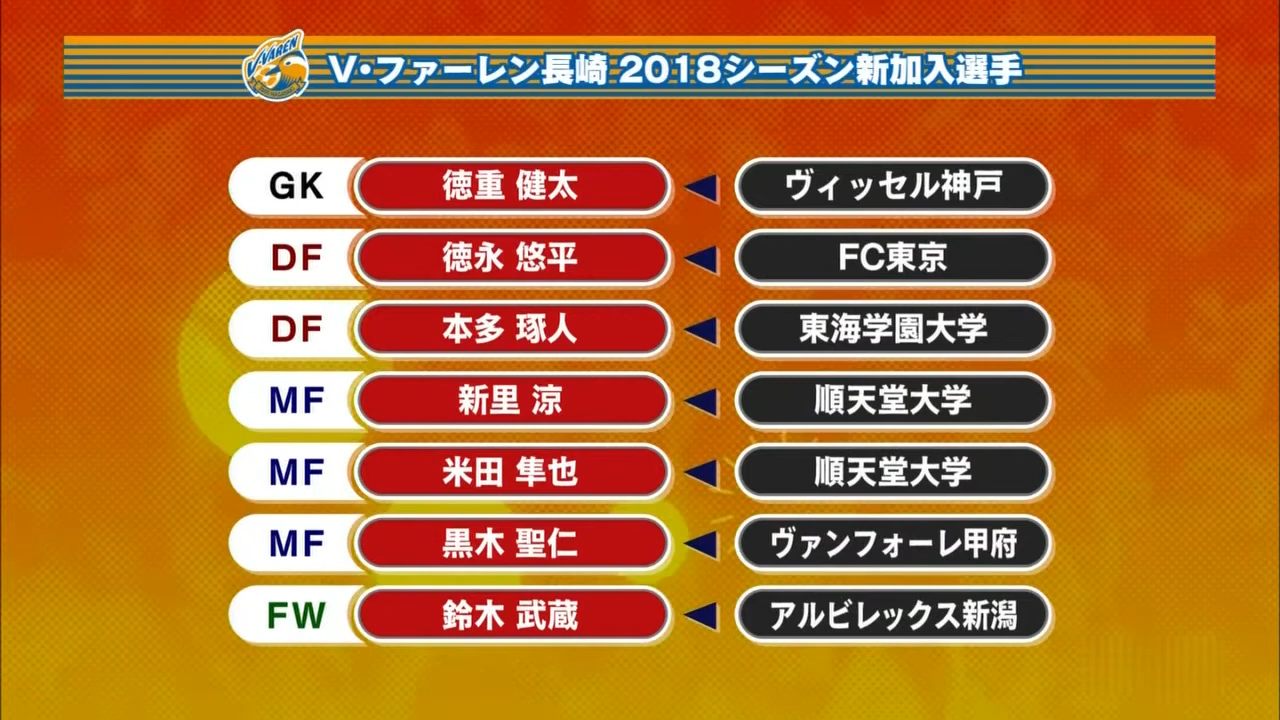 V-VAREN
V・ファーレン長崎 2018シーズン新加入選手
GK 徳重 健太 ◀ ヴィッセル神戸
DF 徳永 悠平 ◀ FC東京
DF 本多 琢人 ◀ 東海学園大学
MF 新里 涼 ◀ 順天堂大学
MF 米田 隼也 ◀ 順天堂大学
MF 黒木 聖仁 ◀ ヴァンフォーレ甲府
FW 鈴木 武蔵 ◀ アルビレックス新潟